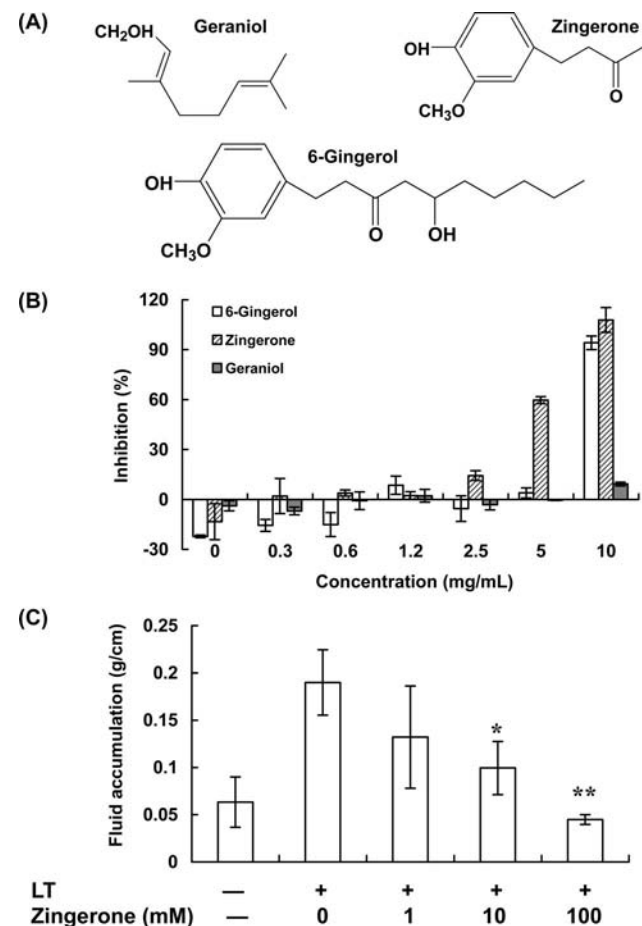 (A)
Geraniol
Zingerone
CH2OH
OH
CH3O
O
6-Gingerol
OH
CH3O
O
OH
(B)
120
90
60
30
0
-30
Inhibition (%)
6-Gingerol
Zingerone
Geraniol
0 0.3 0.6 1.2 2.5 5 10
Concentration (mg/mL)
(C)
0.25
0.2
0.15
0.1
0.05
0
Fluid accumulation (g/cm)
*
**
LT — + + + +
Zingerone (mM) — 0 1 10 100